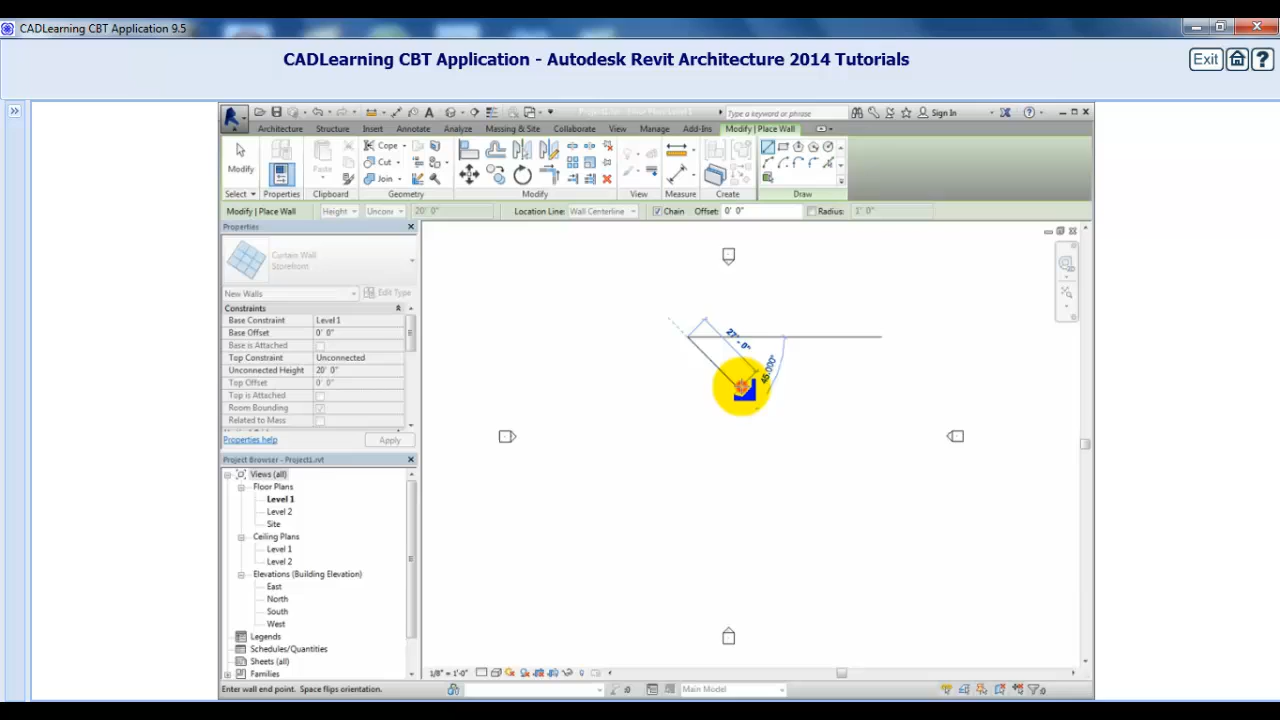 CADLearning CBT Application 9.5
CADLearning CBT Application - Autodesk Revit Architecture 2014 Tutorials
Exit
Type a keyword or phrase
Sign In
Architecture Structure Insert Annotate Analyze Massing & Site Collaborate View Manage Add-Ins Modify | Place Wall
Modify
Paste
Cope
Cut
Join
Select Properties Clipboard Geometry Modify View Measure Create Draw
Modify | Place Wall Height Uncon 20' 0" Location Line: Wall Centerline Chain Offset: 0' 0" Radius: 1' 0"
Properties
Curtain Wall
Storefront
New Walls Edit Type
Constraints
Base Constraint Level 1
Base Offset 0' 0"
Base is Attached
Top Constraint Unconnected
Unconnected Height 20' 0"
Top Offset 0' 0"
Top is Attached
Room Bounding
Related to Mass
Properties help Apply
27' - 0"
45.000°
Project Browser - Project1.rvt
Views (all)
Floor Plans
Level 1
Level 2
Site
Ceiling Plans
Level 1
Level 2
Elevations (Building Elevation)
East
North
South
West
Legends
Schedules/Quantities
Sheets (all)
Families
1/8" = 1'-0"
Enter wall end point. Space flips orientation.
:0
Main Model
:0